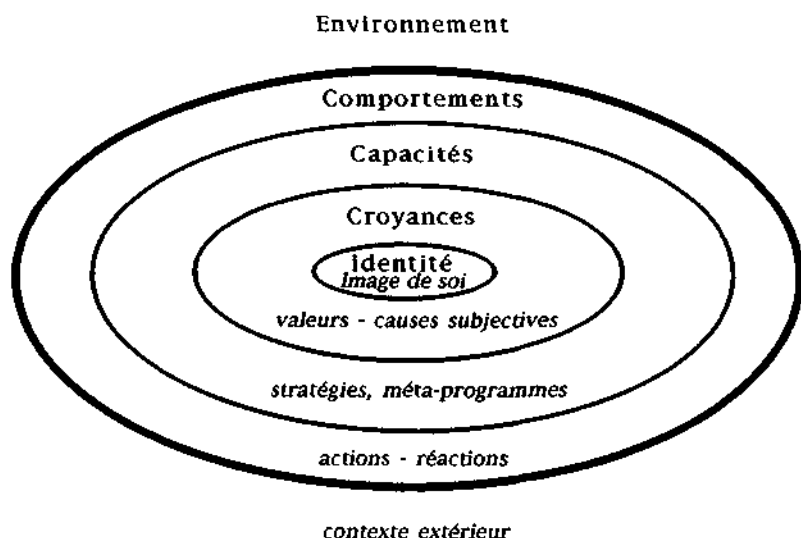 Environnement
Comportements
Capacités
Croyances
Identité
Image de soi
valeurs - causes subjectives
stratégies, méta-programmes
actions - réactions
contexte extérieur